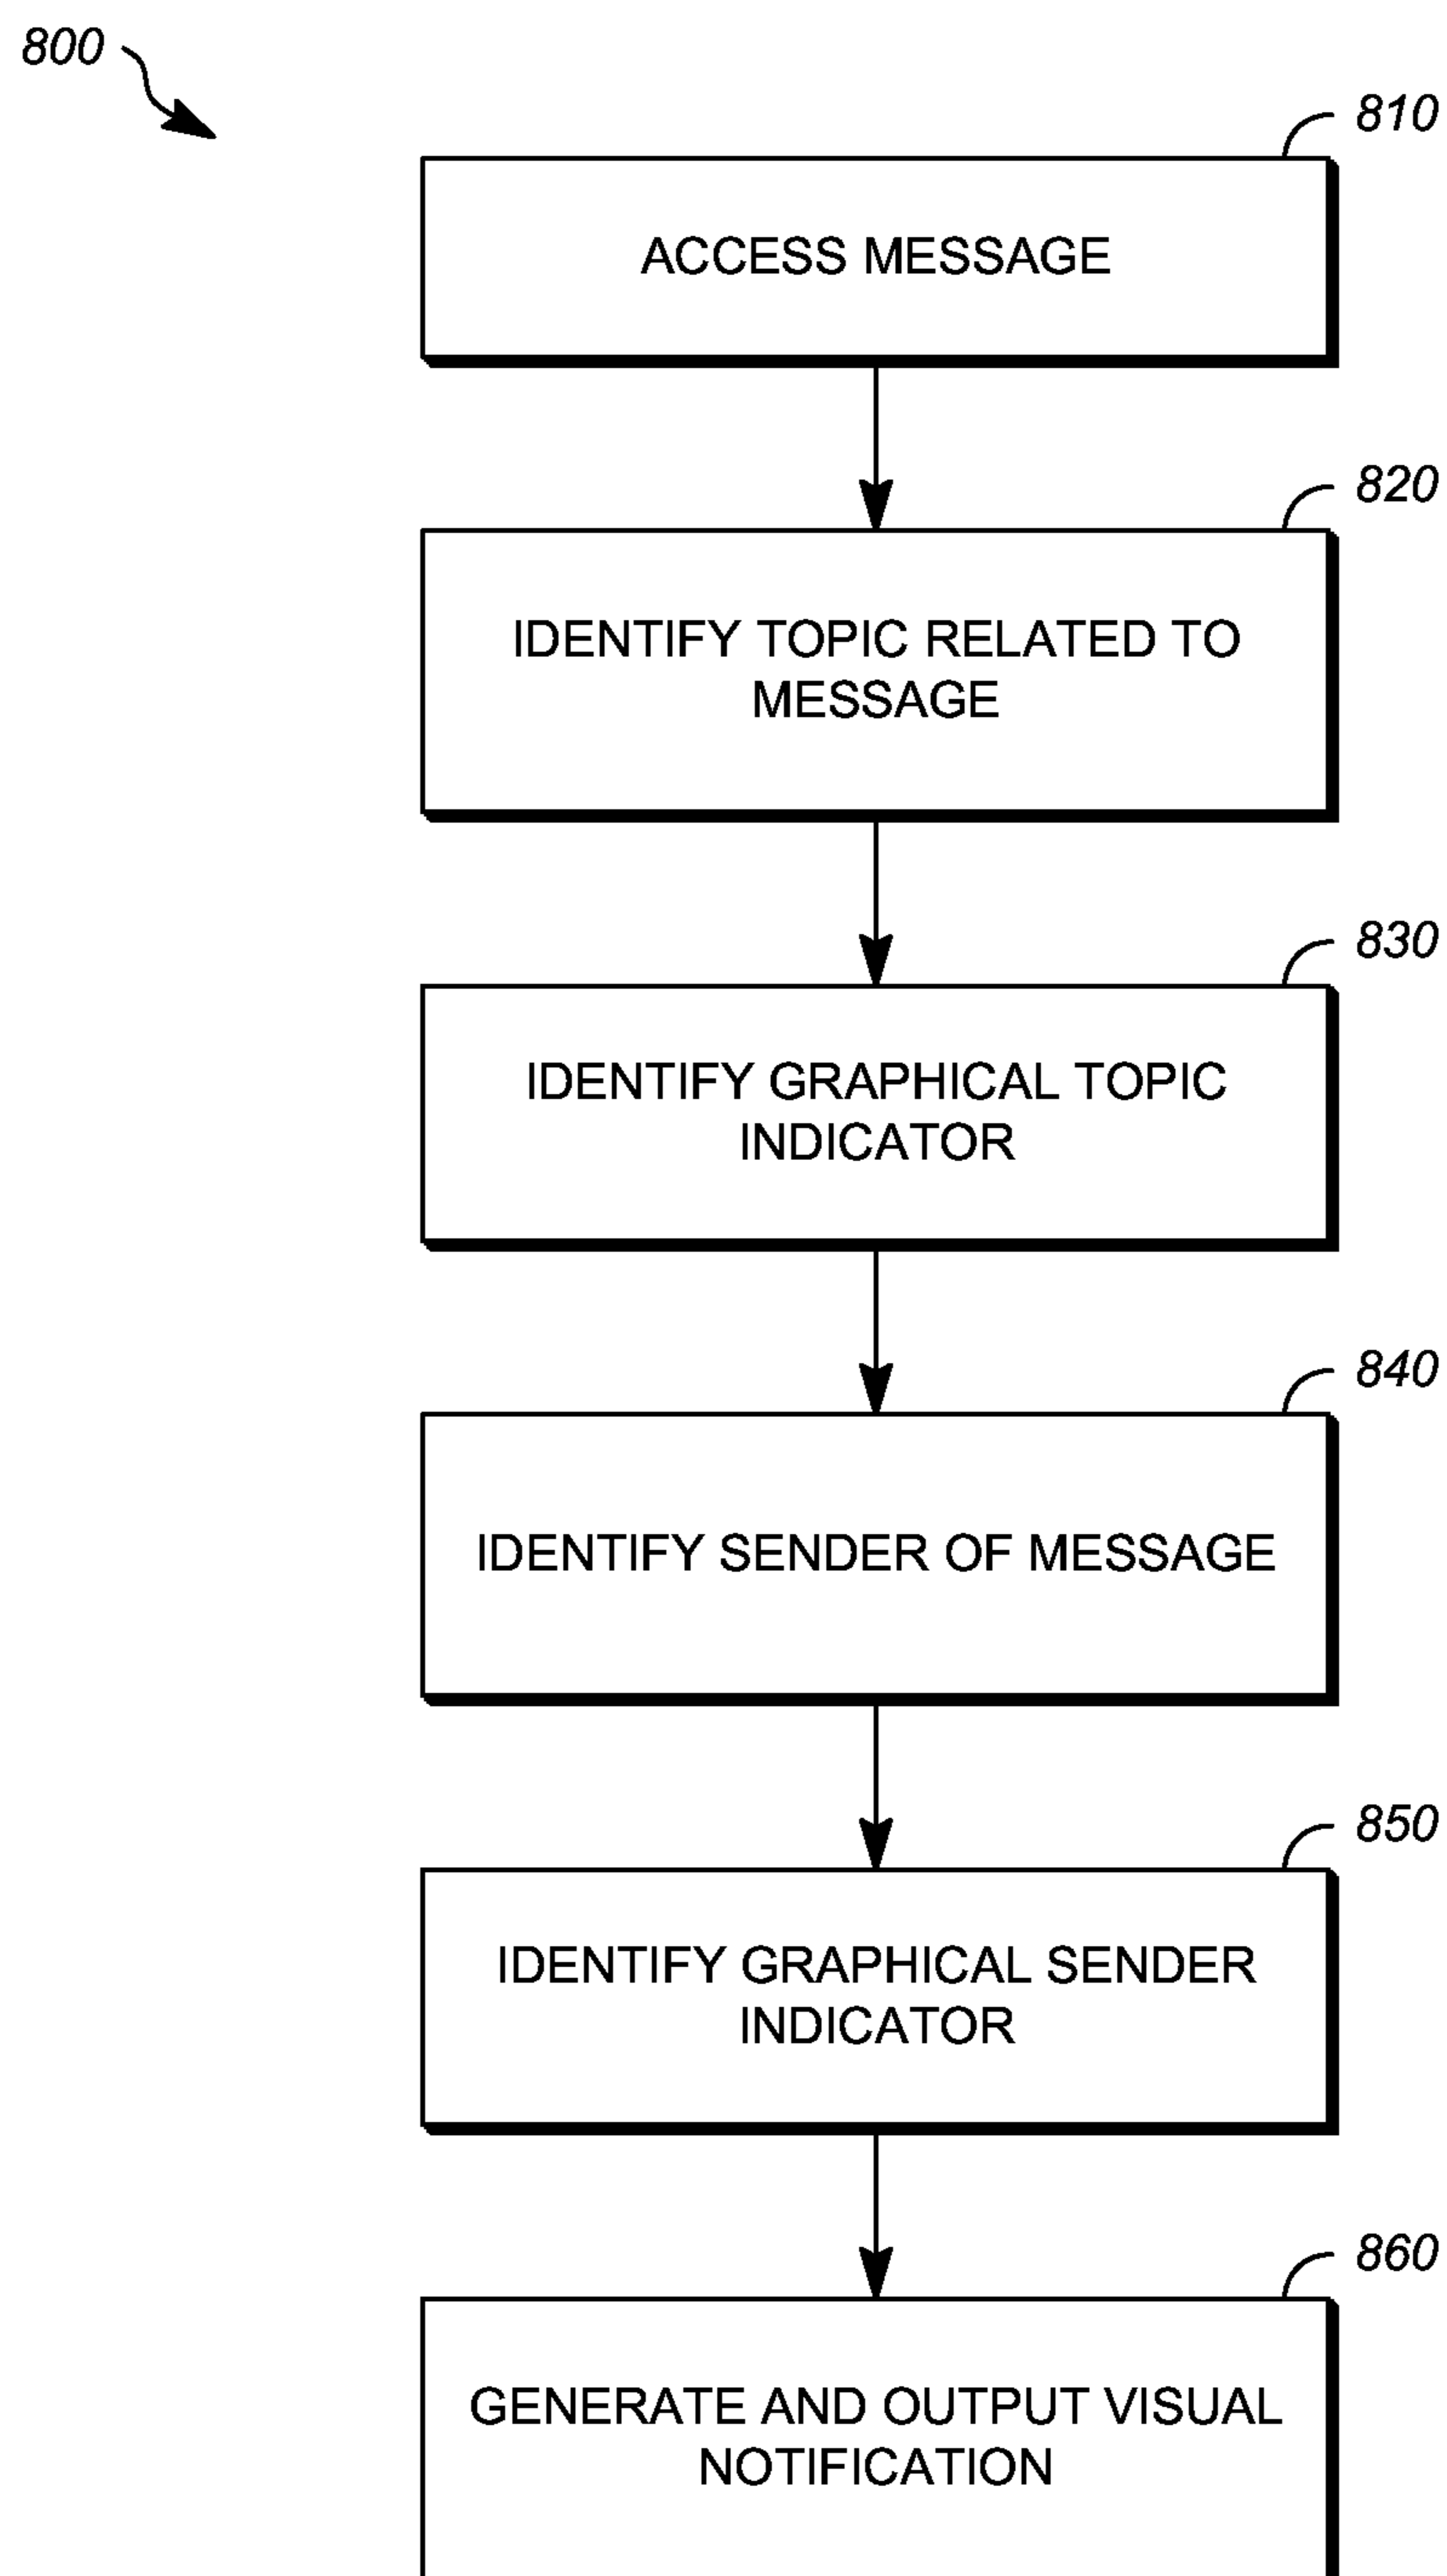 800
810
ACCESS MESSAGE
820
IDENTIFY TOPIC RELATED TO
MESSAGE
830
IDENTIFY GRAPHICAL TOPIC
INDICATOR
840
IDENTIFY SENDER OF MESSAGE
850
IDENTIFY GRAPHICAL SENDER
INDICATOR
860
GENERATE AND OUTPUT VISUAL
NOTIFICATION